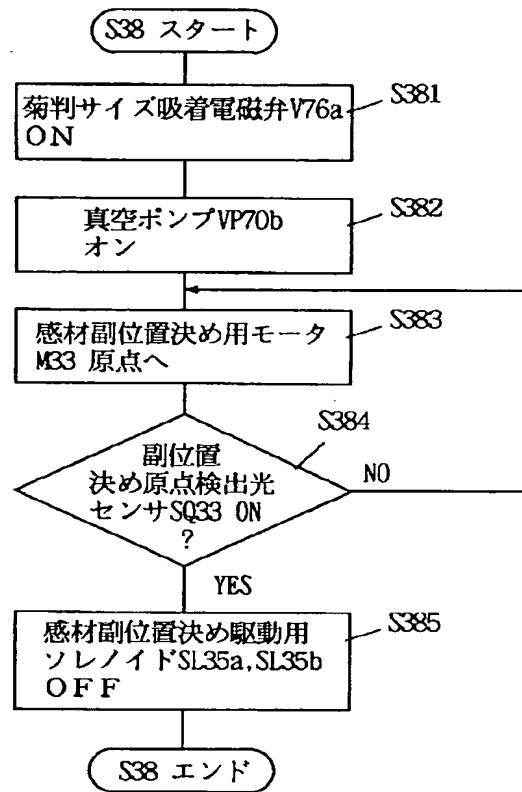 S38 スタート
菊判サイズ吸着電磁弁V76a
ON
S381
真空ポンプVP70b
オン
S382
感材副位置決め用モータ
M33 原点へ
S383
副位置
決め原点検出光
センサSQ33 ON
?
S384
NO
YES
感材副位置決め駆動用
ソレノイドSL35a,SL35b
OFF
S385
S38 エンド